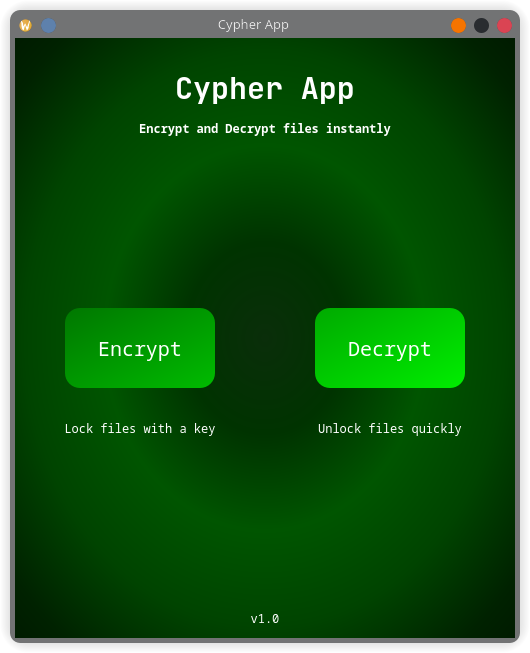 Cypher App
Cypher App
Encrypt and Decrypt files instantly
Encrypt
Decrypt
Lock files with a key
Unlock files quickly
v1.0